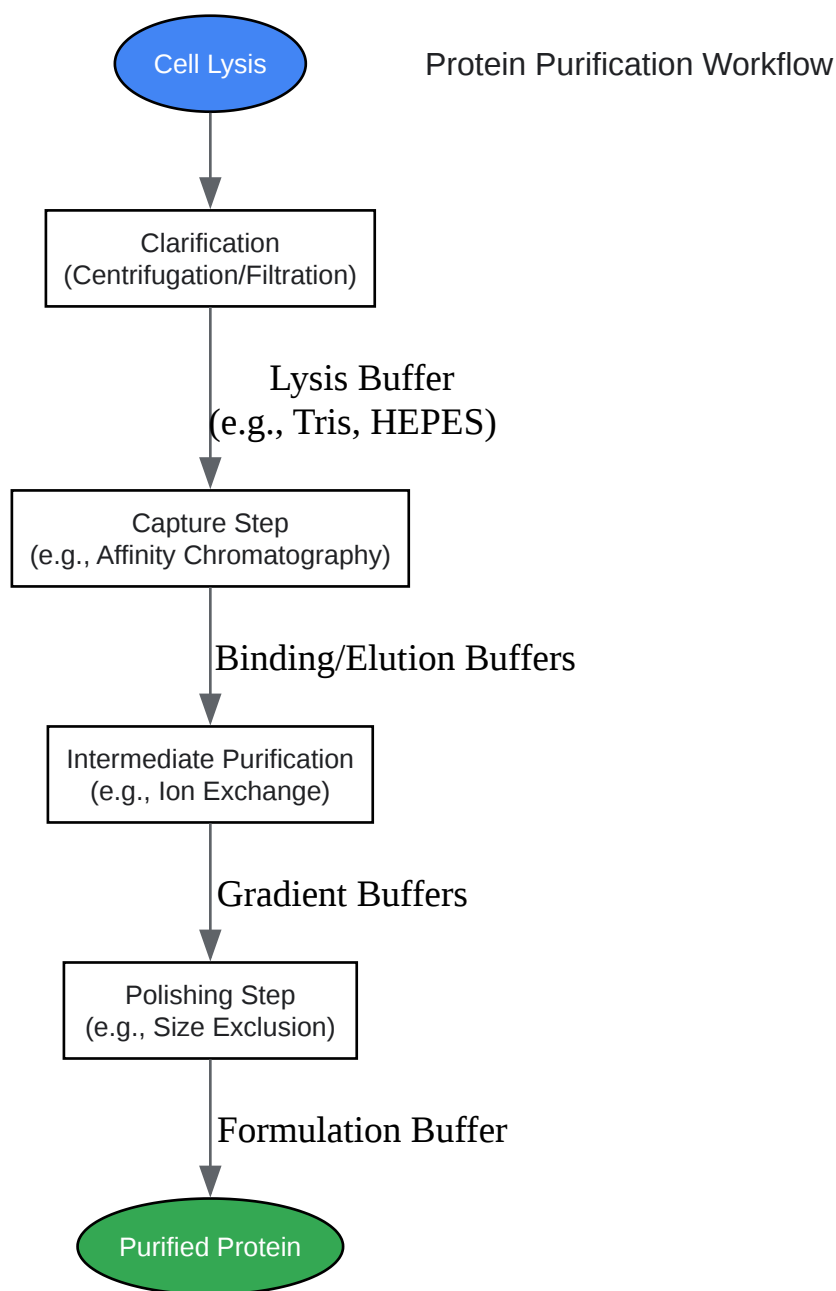 Cell Lysis
Protein Purification Workflow
Clarification
(Centrifugation/Filtration)
Lysis Buffer
(e.g., Tris, HEPES)
Capture Step
(e.g., Affinity Chromatography)
Binding/Elution Buffers
Intermediate Purification
(e.g., Ion Exchange)
Gradient Buffers
Polishing Step
(e.g., Size Exclusion)
Formulation Buffer
Purified Protein